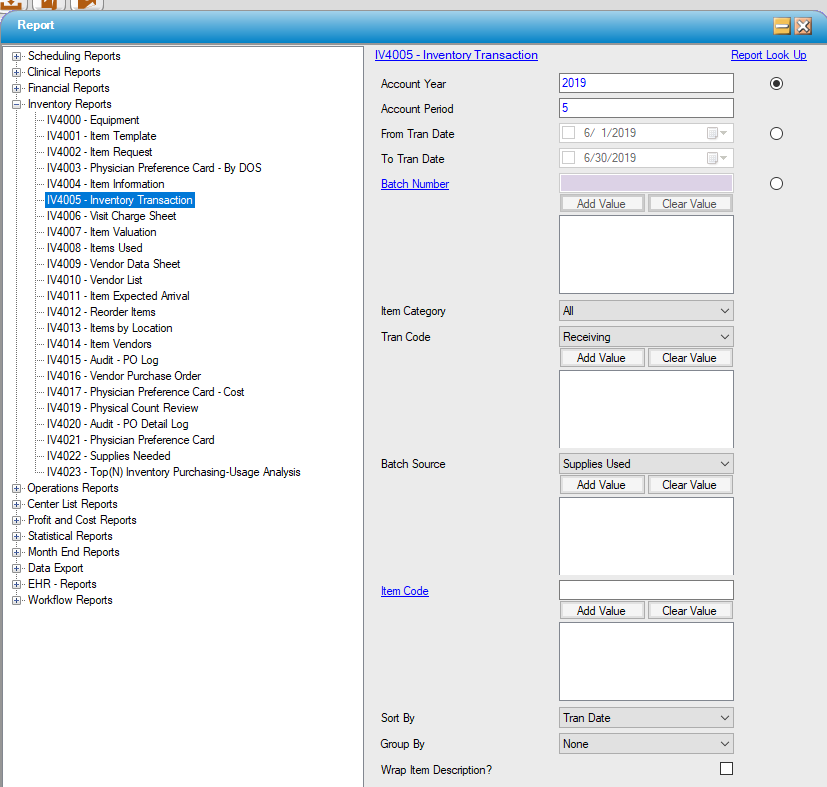 Report
Scheduling Reports
Clinical Reports
Financial Reports
Inventory Reports
IV4000 - Equipment
IV4001 - Item Template
IV4002 - Item Request
IV4003 - Physician Preference Card - By DOS
IV4004 - Item Information
IV4005 - Inventory Transaction
IV4006 - Visit Charge Sheet
IV4007 - Item Valuation
IV4008 - Items Used
IV4009 - Vendor Data Sheet
IV4010 - Vendor List
IV4011 - Item Expected Arrival
IV4012 - Reorder Items
IV4013 - Items by Location
IV4014 - Item Vendors
IV4015 - Audit - PO Log
IV4016 - Vendor Purchase Order
IV4017 - Physician Preference Card - Cost
IV4019 - Physical Count Review
IV4020 - Audit - PO Detail Log
IV4021 - Physician Preference Card
IV4022 - Supplies Needed
IV4023 - Top(N) Inventory Purchasing-Usage Analysis
Operations Reports
Center List Reports
Profit and Cost Reports
Statistical Reports
Month End Reports
Data Export
EHR - Reports
Workflow Reports
IV4005 - Inventory Transaction Report Look Up
Account Year 2019
Account Period 5
From Tran Date 6/ 1/2019
To Tran Date 6/30/2019
Batch Number
Add Value Clear Value
Item Category All
Tran Code Receiving
Add Value Clear Value
Batch Source Supplies Used
Add Value Clear Value
Item Code
Add Value Clear Value
Sort By Tran Date
Group By None
Wrap Item Description?